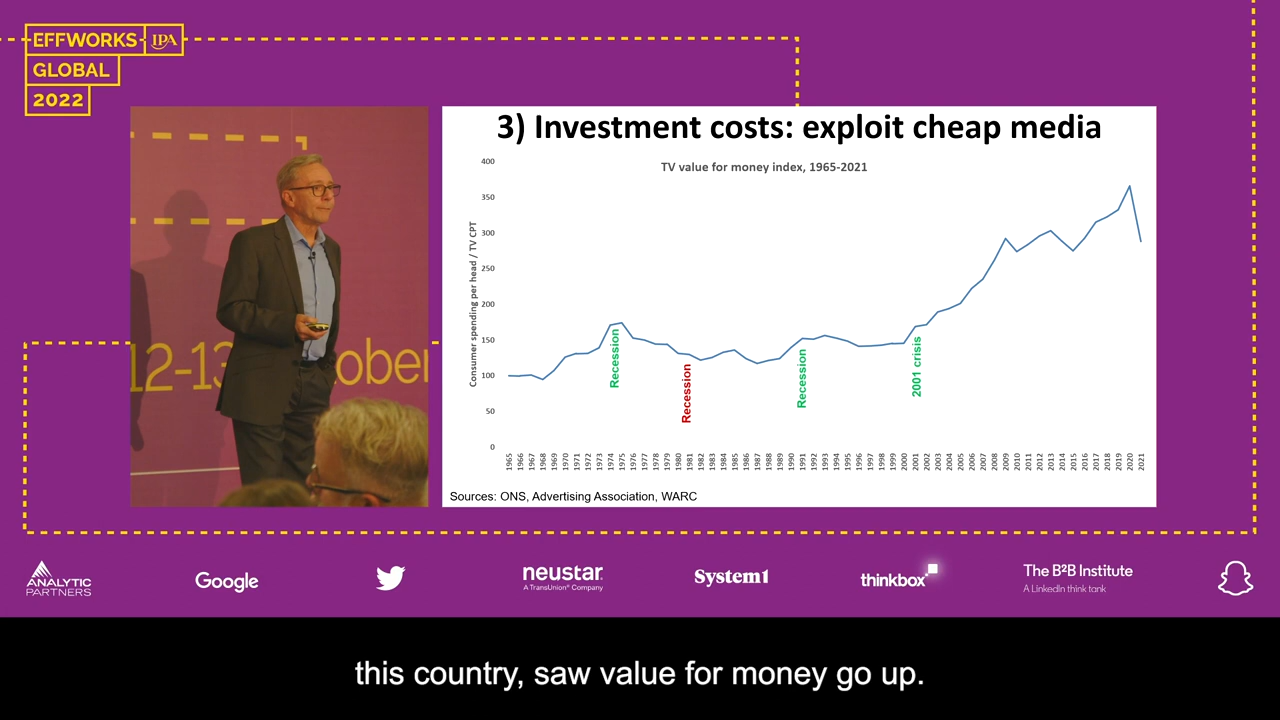 EFFWORKS IPA
GLOBAL
2022
12-13
ober
3) Investment costs: exploit cheap media
TV value for money index, 1965-2021
Consumer spending per head / TV CPT
400
350
300
250
200
150
100
50
0
Recession
Recession
Recession
2001 crisis
1965 1966 1967 1968 1969 1970 1971 1972 1973 1974 1975 1976 1977 1978 1979 1980 1981 1982 1983 1984 1985 1986 1987 1988 1989 1990 1991 1992 1993 1994 1995 1996 1997 1998 1999 2000 2001 2002 2003 2004 2005 2006 2007 2008 2009 2010 2011 2012 2013 2014 2015 2016 2017 2018 2019 2020 2021
Sources: ONS, Advertising Association, WARC
ANALYTIC
PARTNERS
Google
neustar
A TransUnion® Company
System1
thinkbox
The B²B Institute
A LinkedIn think tank
this country, saw value for money go up.